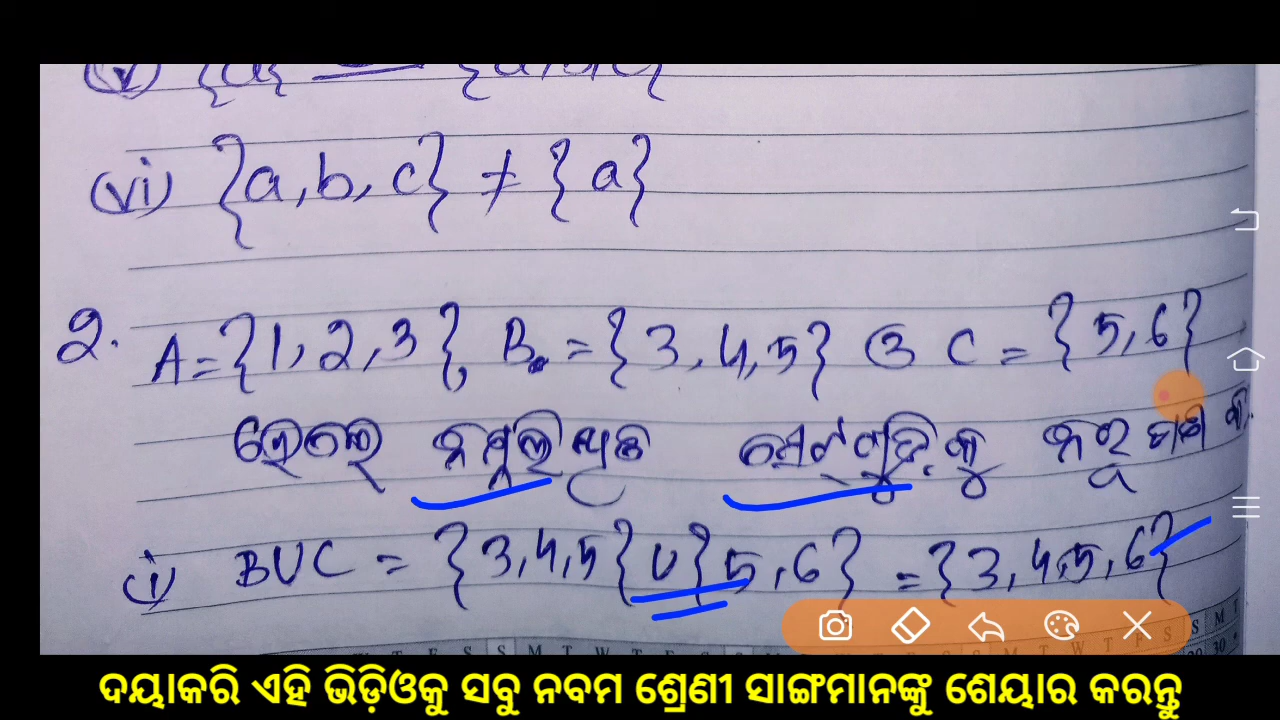 (v) {a}
(vi) {a, b, c} ≠ {a}
2. A = {1, 2, 3}, B = {3, 4, 5} ଓ C = {5, 6}
ହେଲେ ନିମ୍ନଲିଖିତ ସେଟ୍ ଗୁଡ଼ିକୁ
(i) B U C = {3, 4, 5{ U } 5, 6} = {3, 4, 5, 6}
S M T W T F S S M T W T F S S M T
30
ଦୟାକରି ଏହି ଭିଡ଼ିଓକୁ ସବୁ ନବମ ଶ୍ରେଣୀ ସାଙ୍ଗମାନଙ୍କୁ ଶେୟାର କରନ୍ତୁ